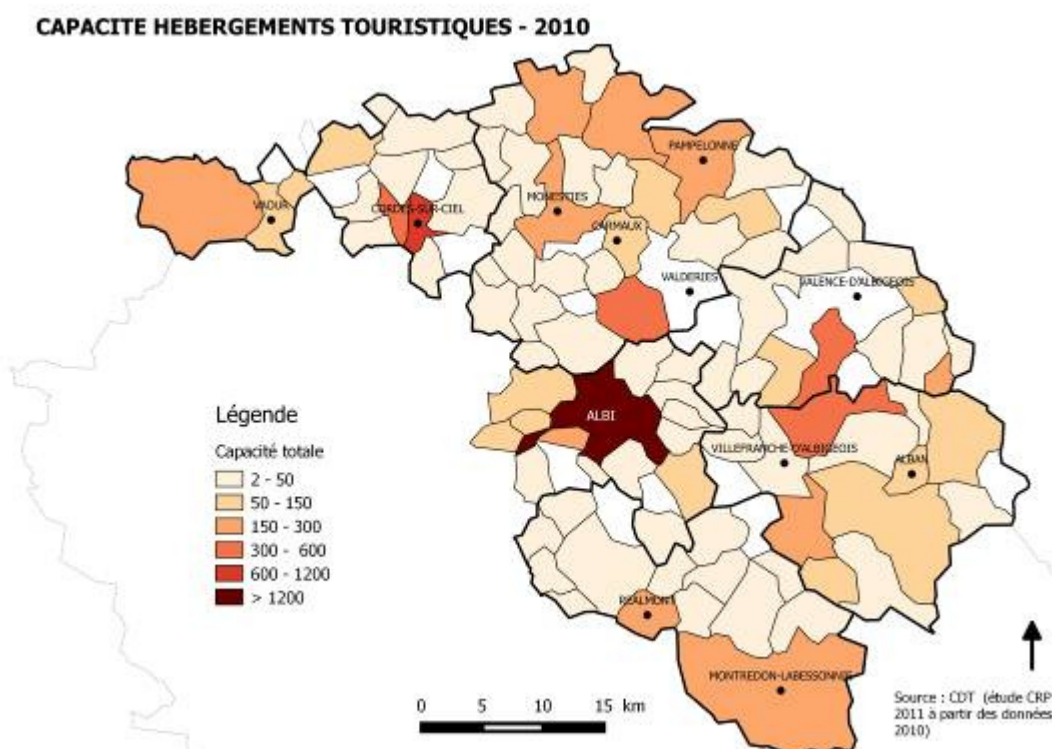 CAPACITE HEBERGEMENTS TOURISTIQUES - 2010
PAMPELONNE
VAOUR
CORDES-SUR-CIEL
MONESTIES
CARMAUX
VALDERIES
VALENCE-D'ALBIGEOIS
ALBI
VILLEFRANCHE-D'ALBIGEOIS
ALBAN
REALMONT
MONTREDON-LABESSONNIE
Légende
Capacité totale
2 - 50
50 - 150
150 - 300
300 - 600
600 - 1200
> 1200
0 5 10 15 km
Source : CDT (étude CRP
2011 à partir des données
2010)